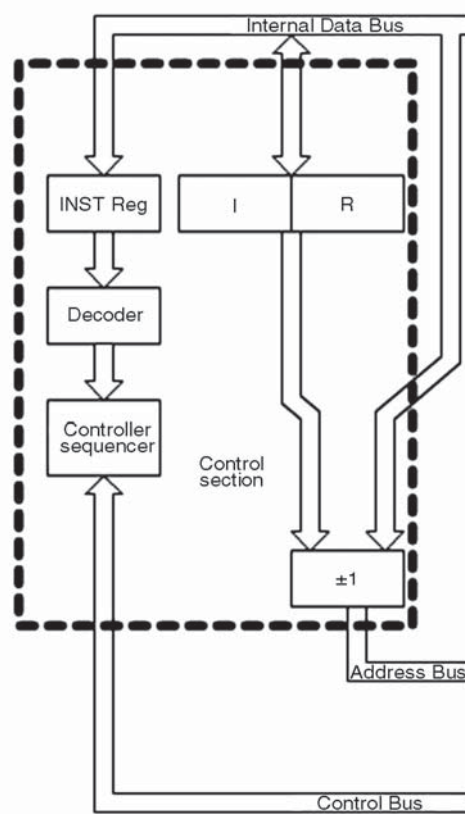 Internal Data Bus
INST Reg
I
R
Decoder
Controller
sequencer
Control
section
±1
Address Bus
Control Bus